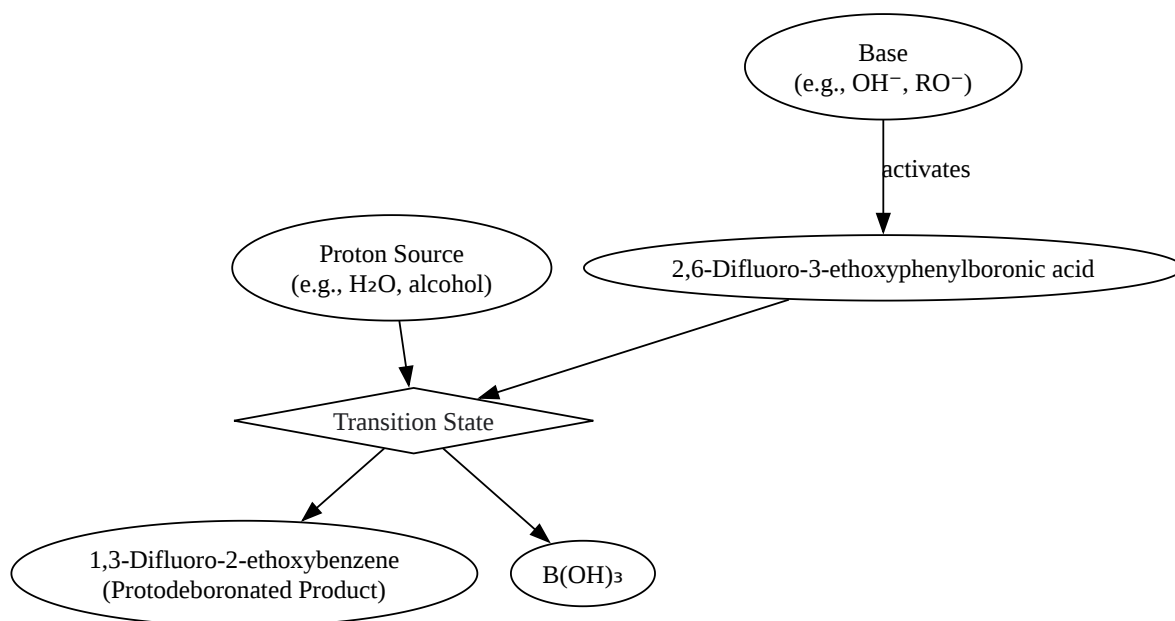 Base
(e.g., OH⁻, RO⁻)
activates
Proton Source
(e.g., H₂O, alcohol)
2,6-Difluoro-3-ethoxyphenylboronic acid
Transition State
1,3-Difluoro-2-ethoxybenzene
(Protodeboronated Product)
B(OH)₃